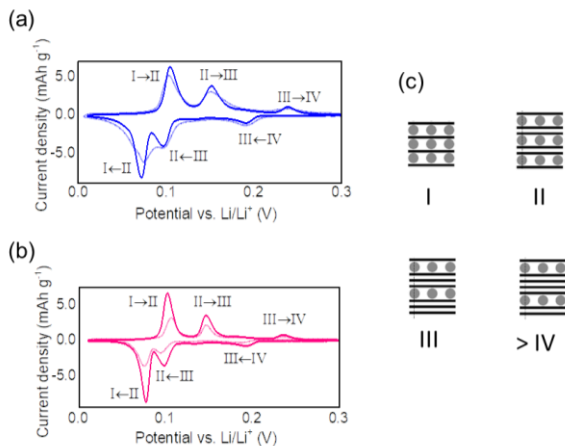 (a)
Current density (mAh g⁻¹)
5.0
0.0
-5.0
I→II
II→III
III→IV
I←II
II←III
III←IV
0.0
0.1
0.2
0.3
Potential vs. Li/Li⁺ (V)
(b)
Current density (mAh g⁻¹)
5.0
0.0
-5.0
I→II
II→III
III→IV
I←II
II←III
III←IV
0.0
0.1
0.2
0.3
Potential vs. Li/Li⁺ (V)
(c)
I
II
III
> IV